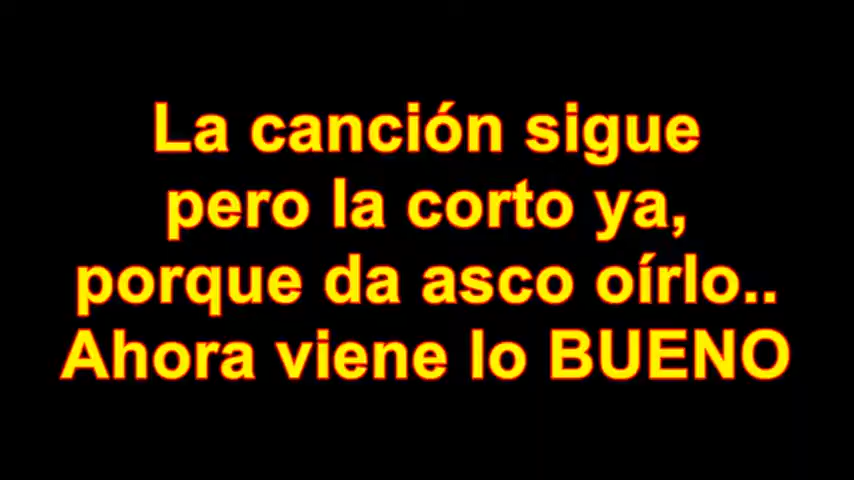 La canción sigue
pero la corto ya,
porque da asco oírlo..
Ahora viene lo BUENO